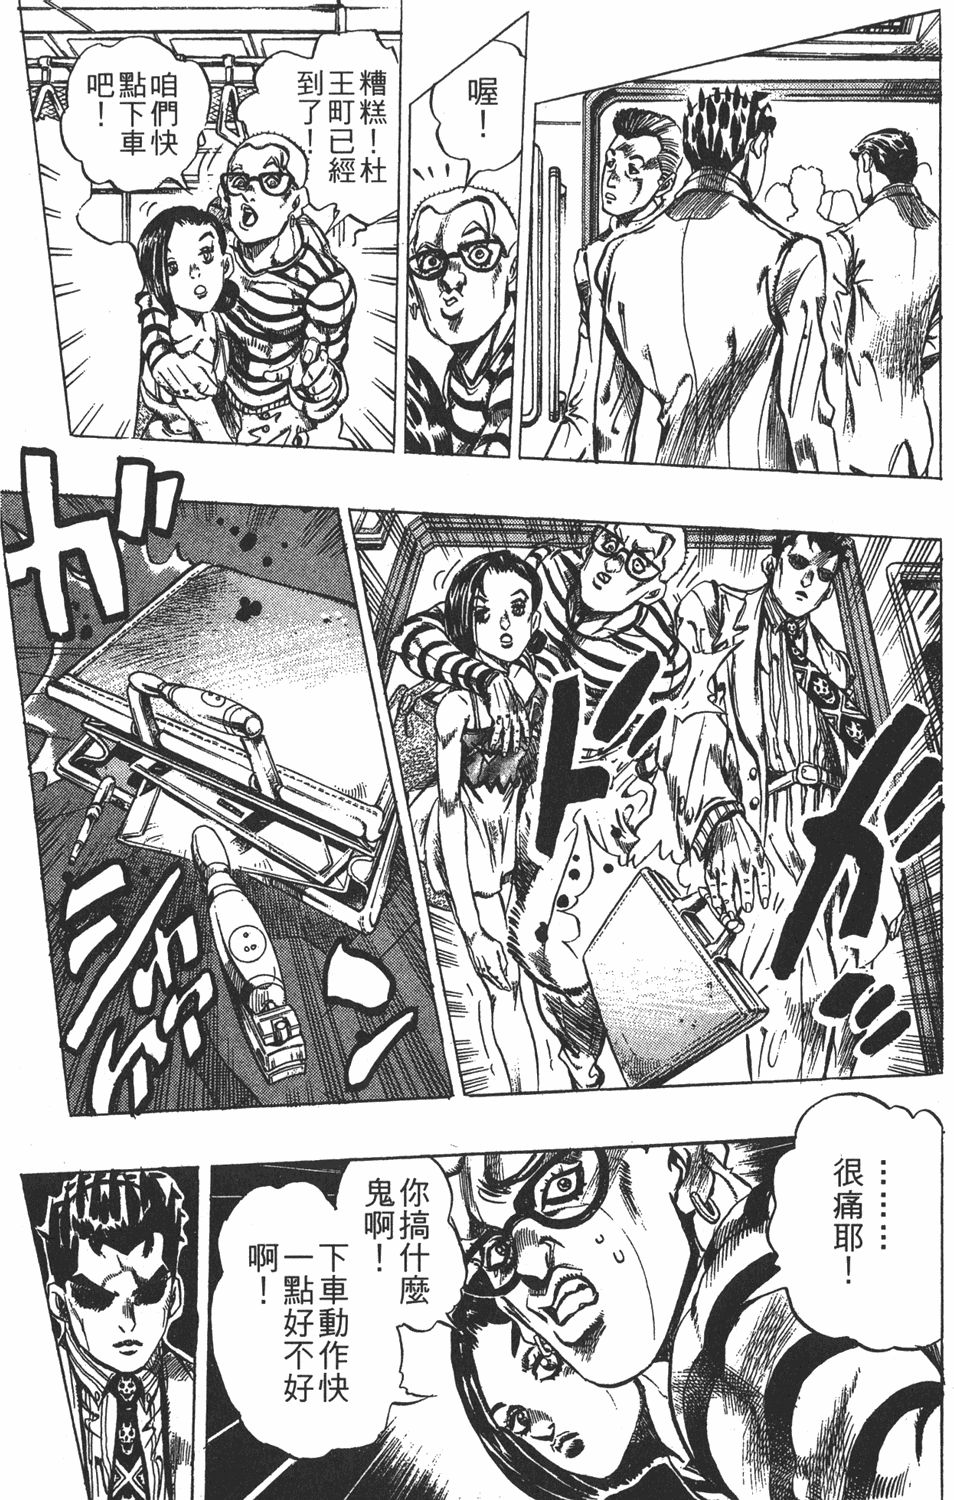 喔！
糟糕！杜
王町已經
到了！
咱們快
點下車
吧！
ドガ
ガシャン
………
很痛耶！
你搞什麼
鬼啊！
下車動作快
一點好不好
啊！